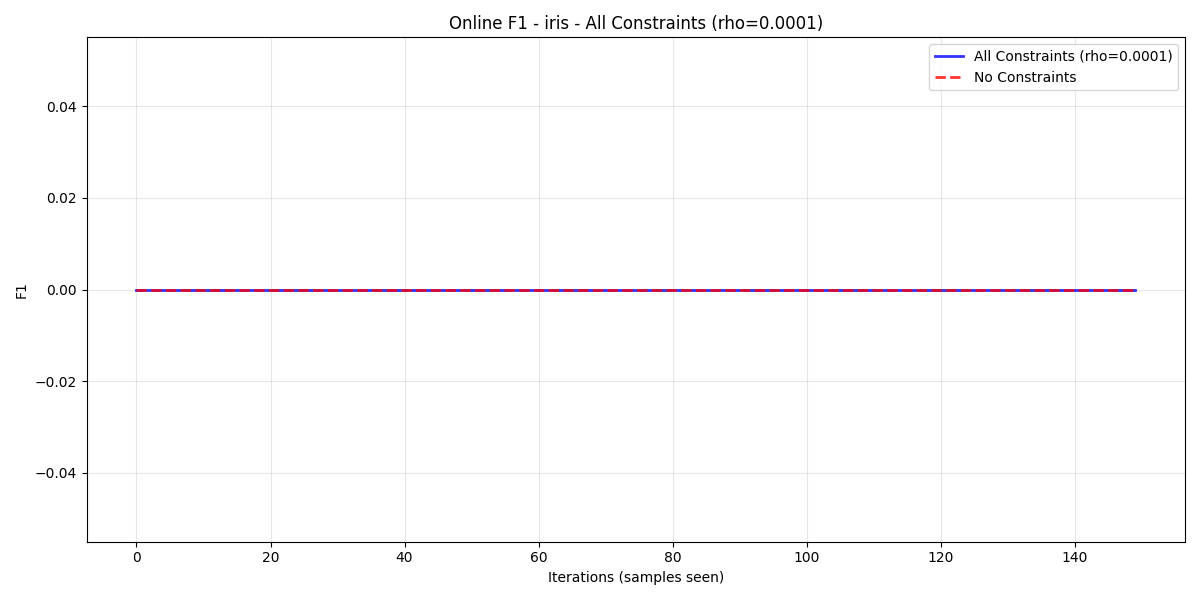 Online F1 - iris - All Constraints (rho=0.0001)
All Constraints (rho=0.0001)
No Constraints
F1
0.04
0.02
0.00
−0.02
−0.04
0 20 40 60 80 100 120 140
Iterations (samples seen)